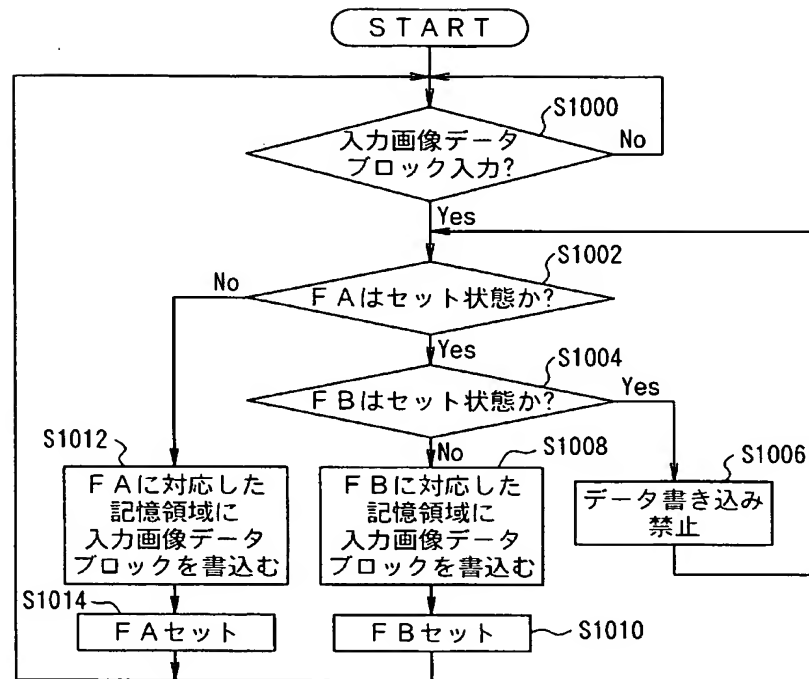 START
S1000
入力画像データ
ブロック入力?
No
Yes
S1002
No
FAはセット状態か?
Yes
S1004
FBはセット状態か?
Yes
No
S1012
FAに対応した
記憶領域に
入力画像データ
ブロックを書込む
S1008
FBに対応した
記憶領域に
入力画像データ
ブロックを書込む
S1006
データ書き込み
禁止
S1014
FAセット
FBセット
S1010